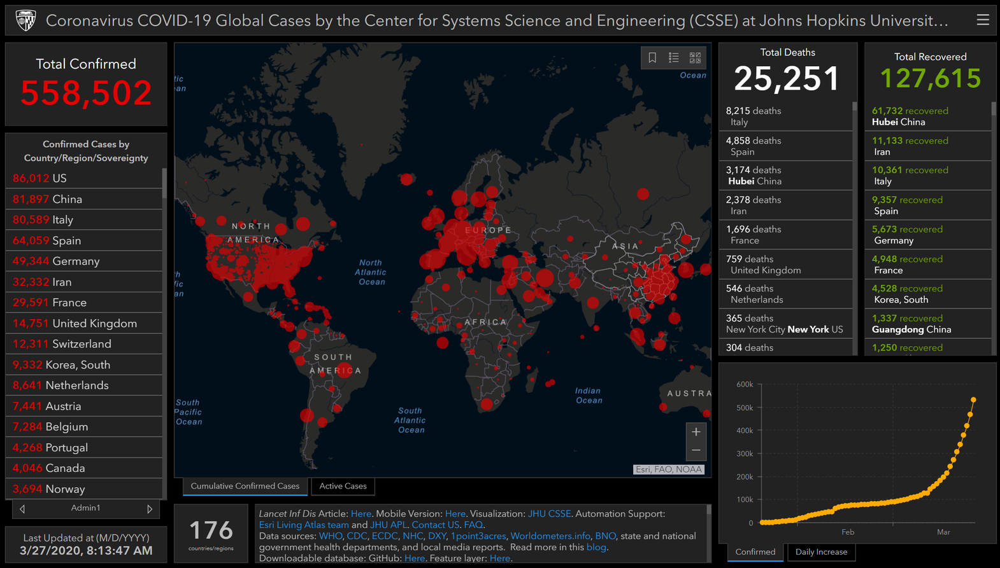 Coronavirus COVID-19 Global Cases by the Center for Systems Science and Engineering (CSSE) at Johns Hopkins Universit...
Total Confirmed
558,502
Confirmed Cases by
Country/Region/Sovereignty
86,012 US
81,897 China
80,589 Italy
64,059 Spain
49,344 Germany
32,332 Iran
29,591 France
14,751 United Kingdom
12,311 Switzerland
9,332 Korea, South
8,641 Netherlands
7,441 Austria
7,284 Belgium
4,268 Portugal
4,046 Canada
3,694 Norway
Admin1
Last Updated at (M/D/YYYY)
3/27/2020, 8:13:47 AM
tic
an
Ocean
NORTH
AMERICA
EUROPE
ASIA
North
Atlantic
Ocean
fic
an
AFRICA
SOUTH
AMERICA
Indian
Ocean
AUSTRA
South
Pacific
Ocean
South
Atlantic
Ocean
+
−
Esri, FAO, NOAA
Cumulative Confirmed Cases
Active Cases
176
countries/regions
Lancet Inf Dis Article: Here. Mobile Version: Here. Visualization: JHU CSSE. Automation Support:
Esri Living Atlas team and JHU APL. Contact US. FAQ.
Data sources: WHO, CDC, ECDC, NHC, DXY, 1point3acres, Worldometers.info, BNO, state and national
government health departments, and local media reports. Read more in this blog.
Downloadable database: GitHub: Here. Feature layer: Here.
Total Deaths
25,251
8,215 deaths
Italy
4,858 deaths
Spain
3,174 deaths
Hubei China
2,378 deaths
Iran
1,696 deaths
France
759 deaths
United Kingdom
546 deaths
Netherlands
365 deaths
New York City New York US
304 deaths
Total Recovered
127,615
61,732 recovered
Hubei China
11,133 recovered
Iran
10,361 recovered
Italy
9,357 recovered
Spain
5,673 recovered
Germany
4,948 recovered
France
4,528 recovered
Korea, South
1,337 recovered
Guangdong China
1,250 recovered
600k
500k
400k
300k
200k
100k
0
Feb
Mar
Confirmed
Daily Increase